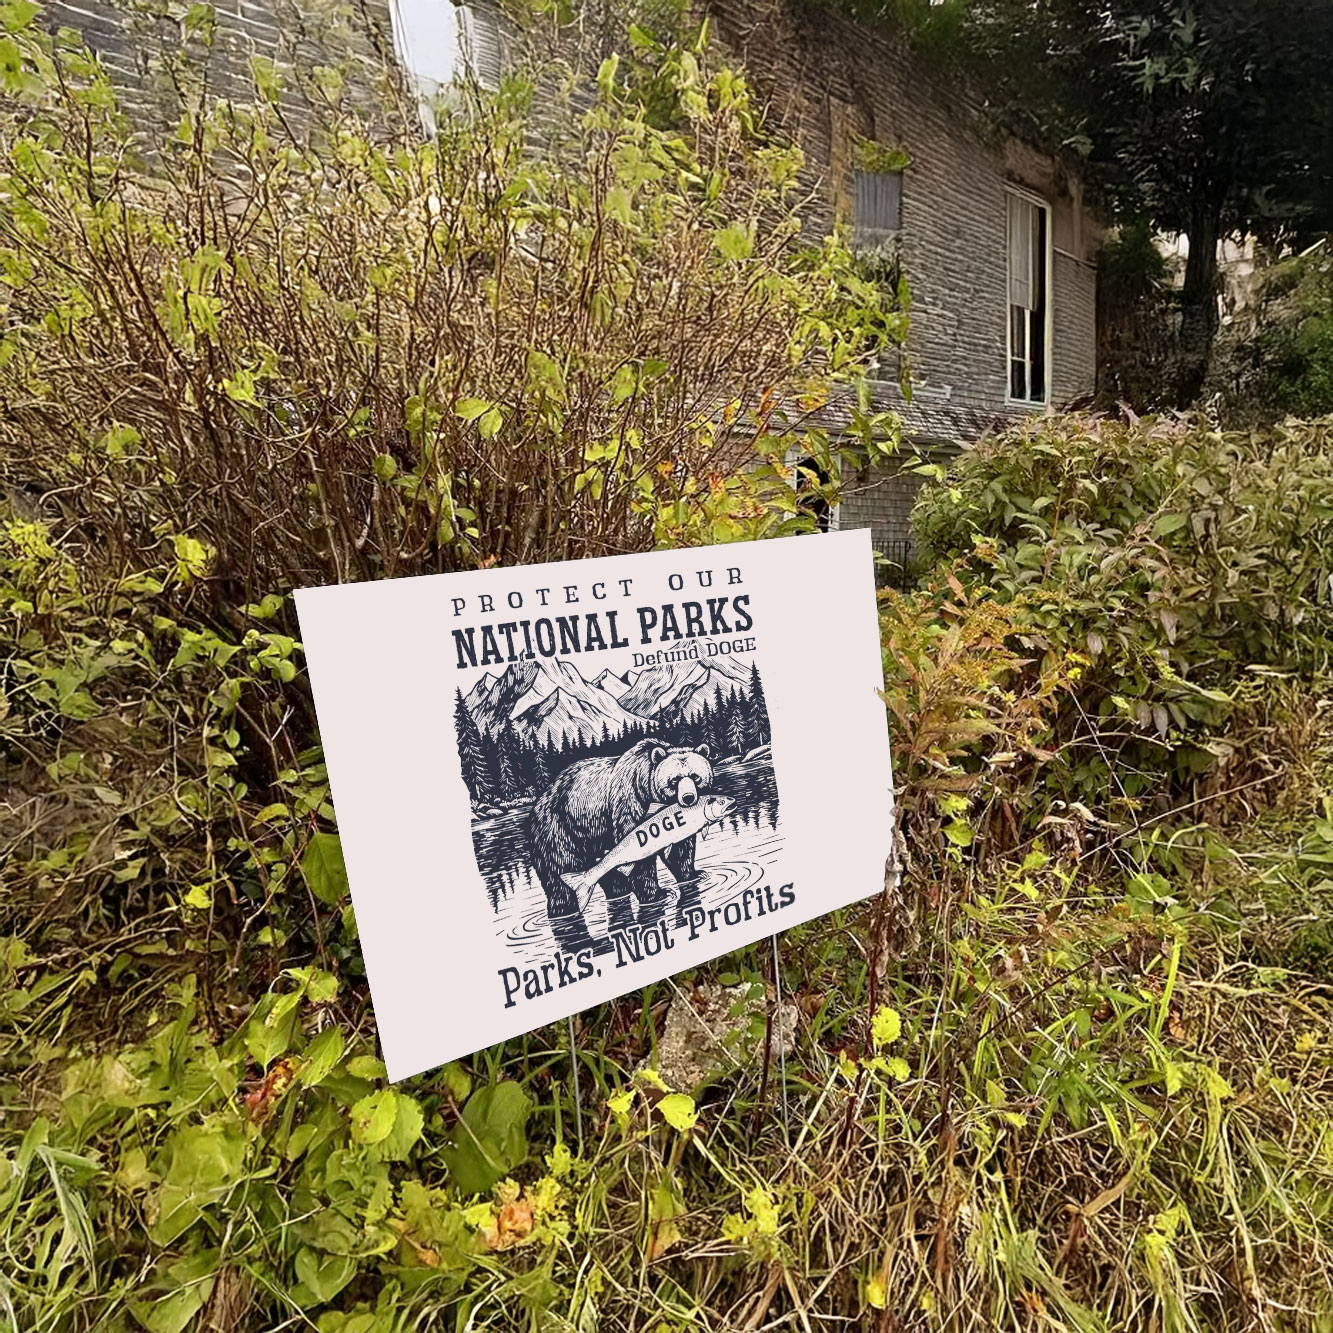 PROTECT OUR
NATIONAL PARKS
Defund DOGE
DOGE
Parks, Not Profits